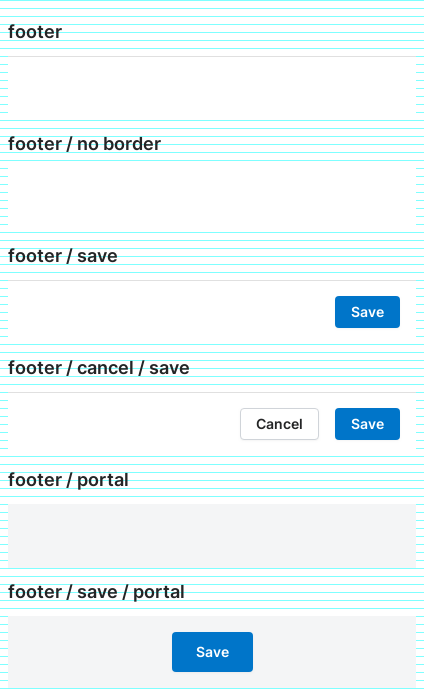 footer
footer / no border
footer / save
Save
footer / cancel / save
Cancel Save
footer / portal
footer / save / portal
Save